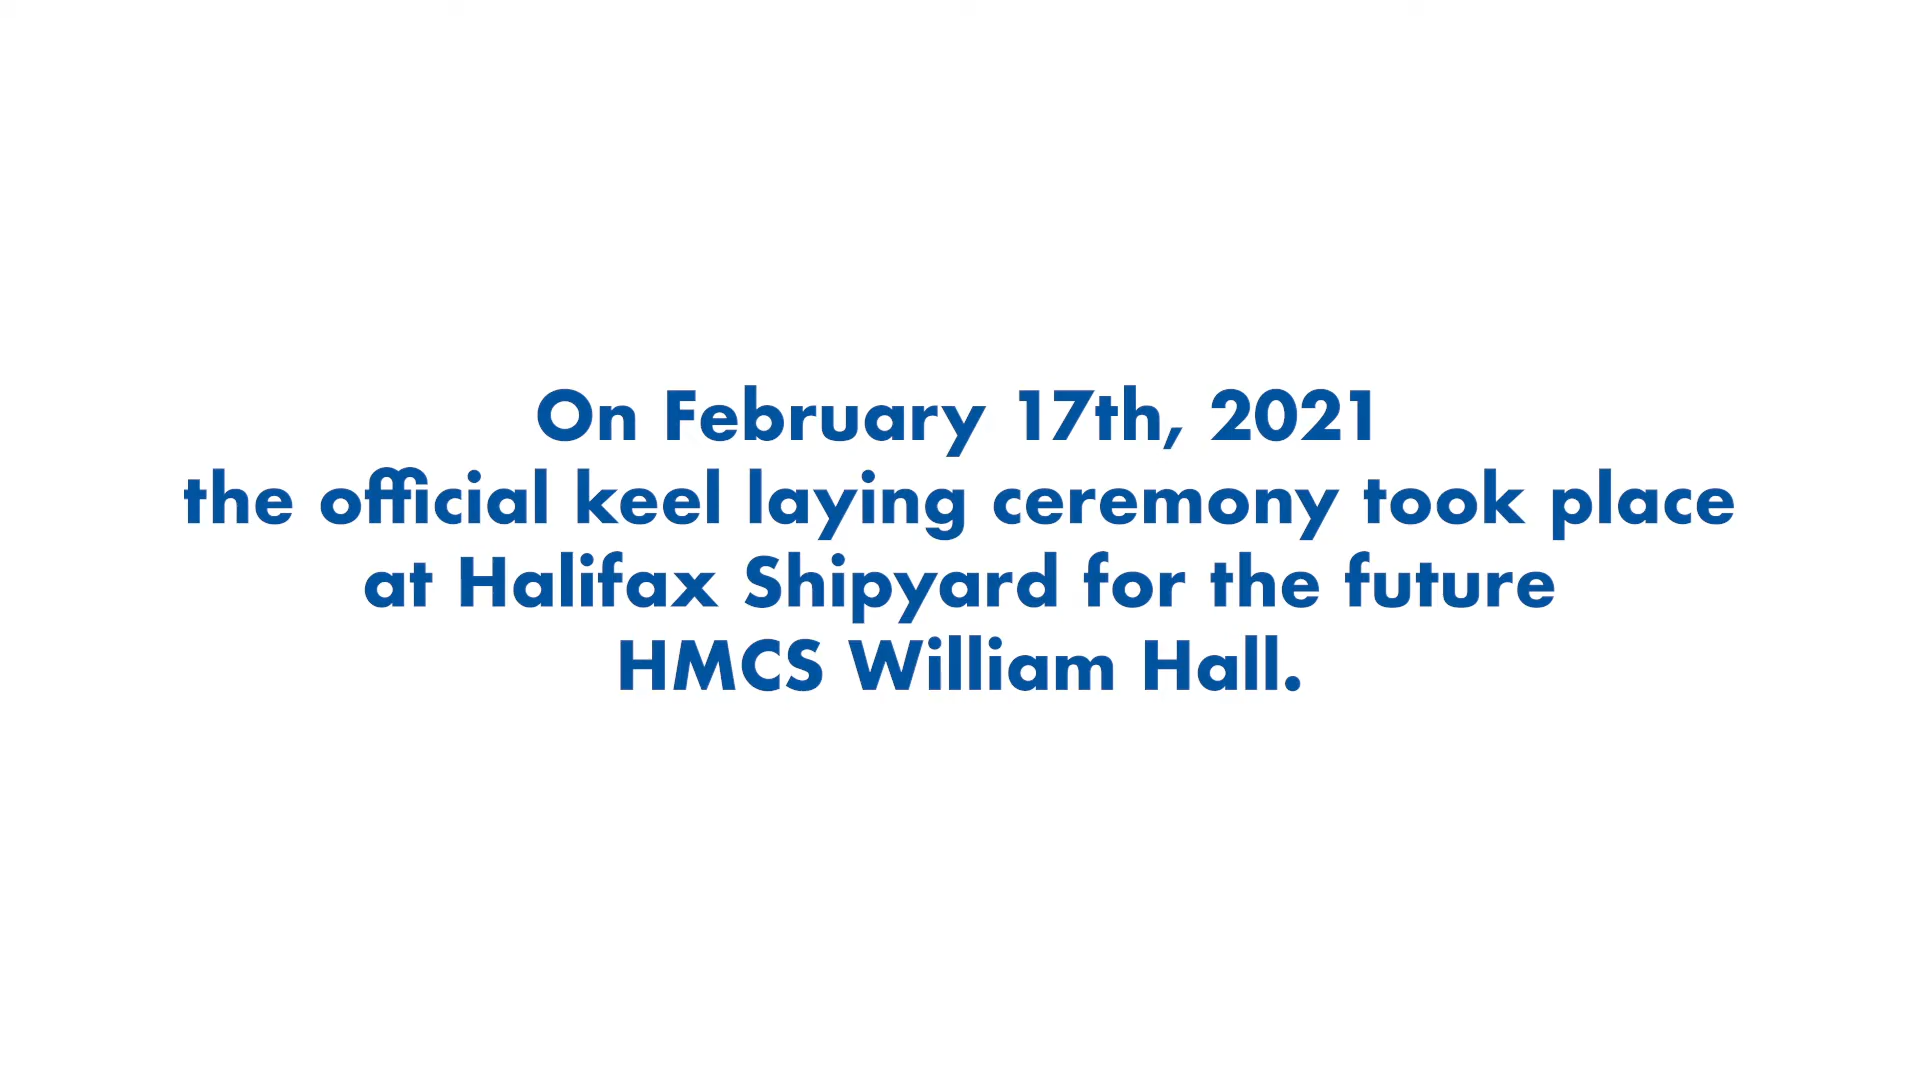 On February 17th, 2021
the official keel laying ceremony took place
at Halifax Shipyard for the future
HMCS William Hall.